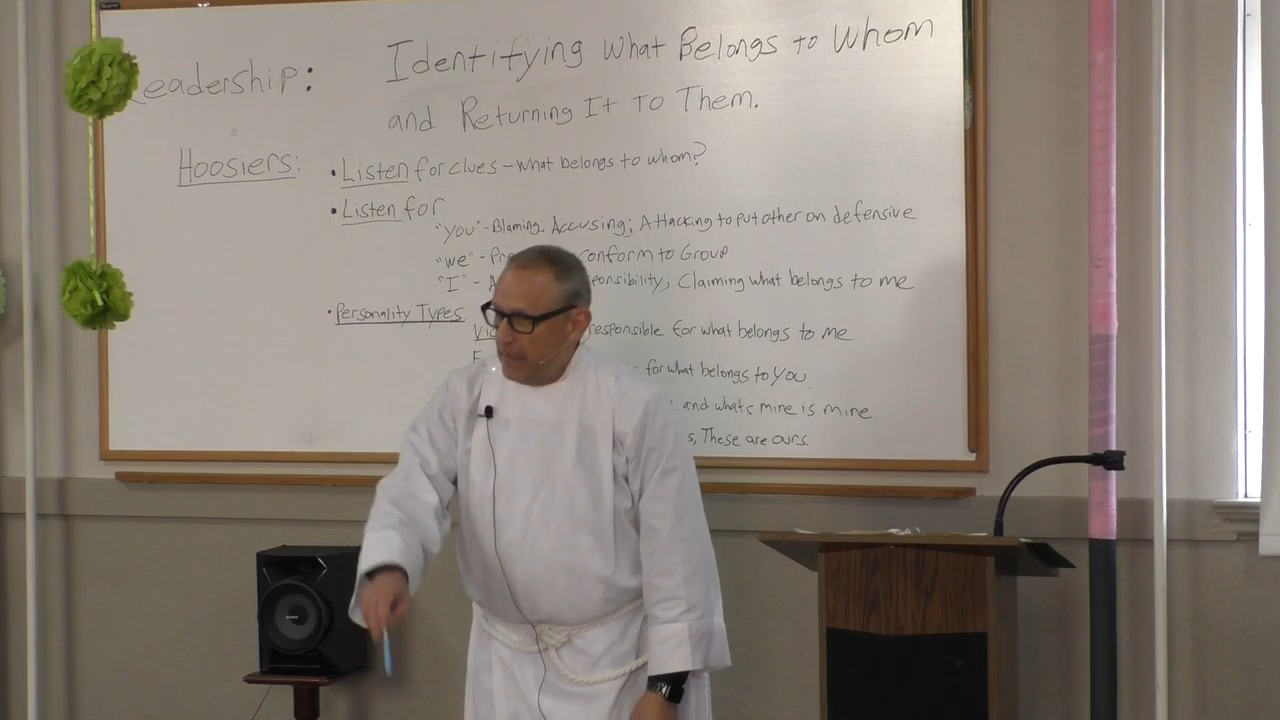 Leadership: Identifying What Belongs to Whom
and Returning It To Them.
Hoosiers: • Listen for clues - What belongs to whom?
• Listen for
"you" - Blaming, Accusing; Attacking to put other on defensive
"we" - conform to Group
"I" - Claiming what belongs to me
• Personality Types
responsible for what belongs to me
for what belongs to you.
and whats mine is mine.
These are ours.